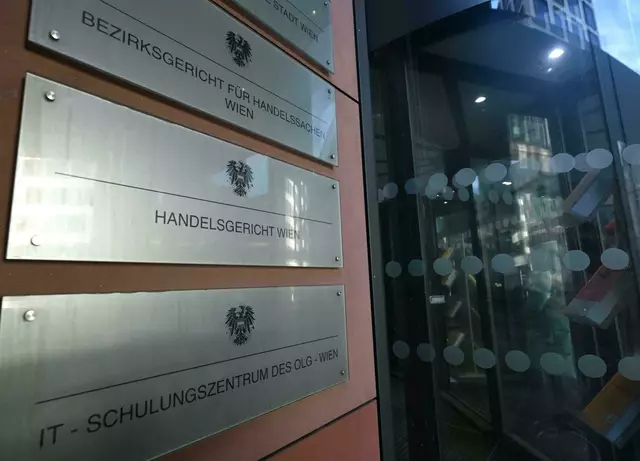 E STADT WIEN
BEZIRKSGERICHT FÜR HANDELSSACHEN
WIEN
HANDELSGERICHT WIEN
IT - SCHULUNGSZENTRUM DES OLG - WIEN